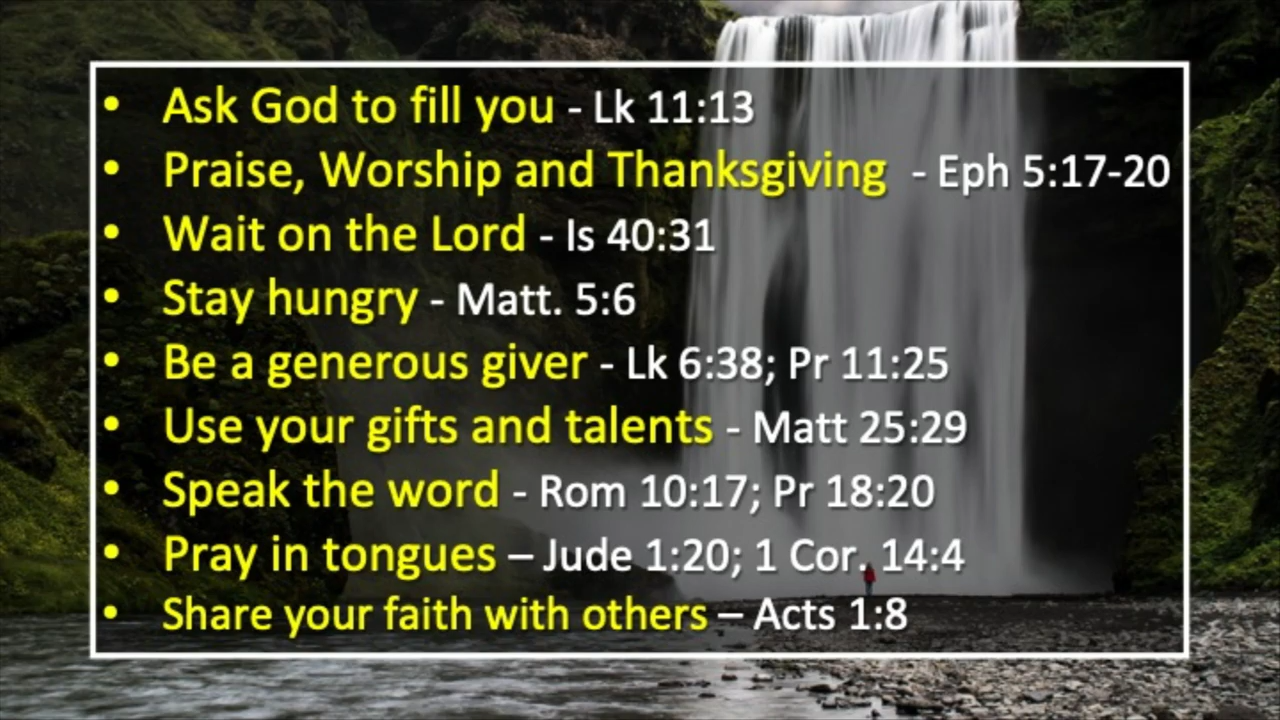 • Ask God to fill you - Lk 11:13
• Praise, Worship and Thanksgiving - Eph 5:17-20
• Wait on the Lord - Is 40:31
• Stay hungry - Matt. 5:6
• Be a generous giver - Lk 6:38; Pr 11:25
• Use your gifts and talents - Matt 25:29
• Speak the word - Rom 10:17; Pr 18:20
• Pray in tongues – Jude 1:20; 1 Cor. 14:4
• Share your faith with others – Acts 1:8